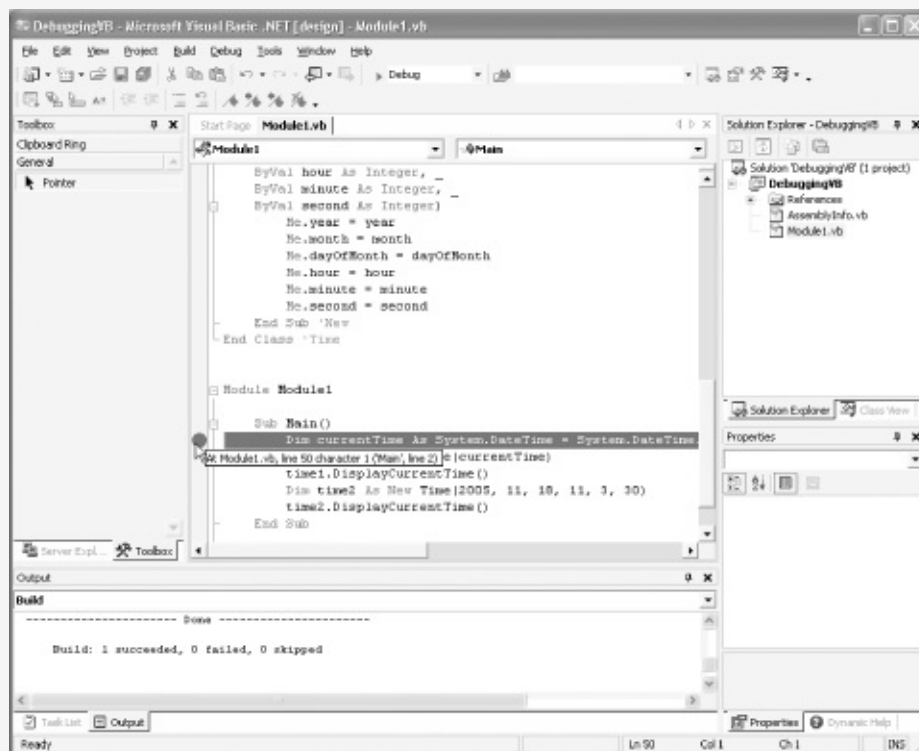 DebuggingVB - Microsoft Visual Basic .NET [design] - Module1.vb
File Edit View Project Build Debug Tools Window Help
Debug
Toolbox
Clipboard Ring
General
Pointer
Start Page Module1.vb
Module1
Main
ByVal hour As Integer, _
ByVal minute As Integer, _
ByVal second As Integer)
Me.year = year
Me.month = month
Me.dayOfMonth = dayOfMonth
Me.hour = hour
Me.minute = minute
Me.second = second
End Sub 'New
End Class 'Time
Module Module1
Sub Main()
Dim currentTime As System.DateTime = System.DateTime.
At Module1.vb, line 50 character 1 ('Main', line 2)
e(currentTime)
time1.DisplayCurrentTime()
Dim time2 As New Time(2005, 11, 18, 11, 3, 30)
time2.DisplayCurrentTime()
End Sub
Server Expl... Toolbox
Solution Explorer - DebuggingVB
Solution 'DebuggingVB' (1 project)
DebuggingVB
References
AssemblyInfo.vb
Module1.vb
Solution Explorer Class View
Properties
Output
Build
---------------------- Done ----------------------
Build: 1 succeeded, 0 failed, 0 skipped
Task List Output
Properties Dynamic Help
Ready Ln 50 Col 1 Ch 1 INS